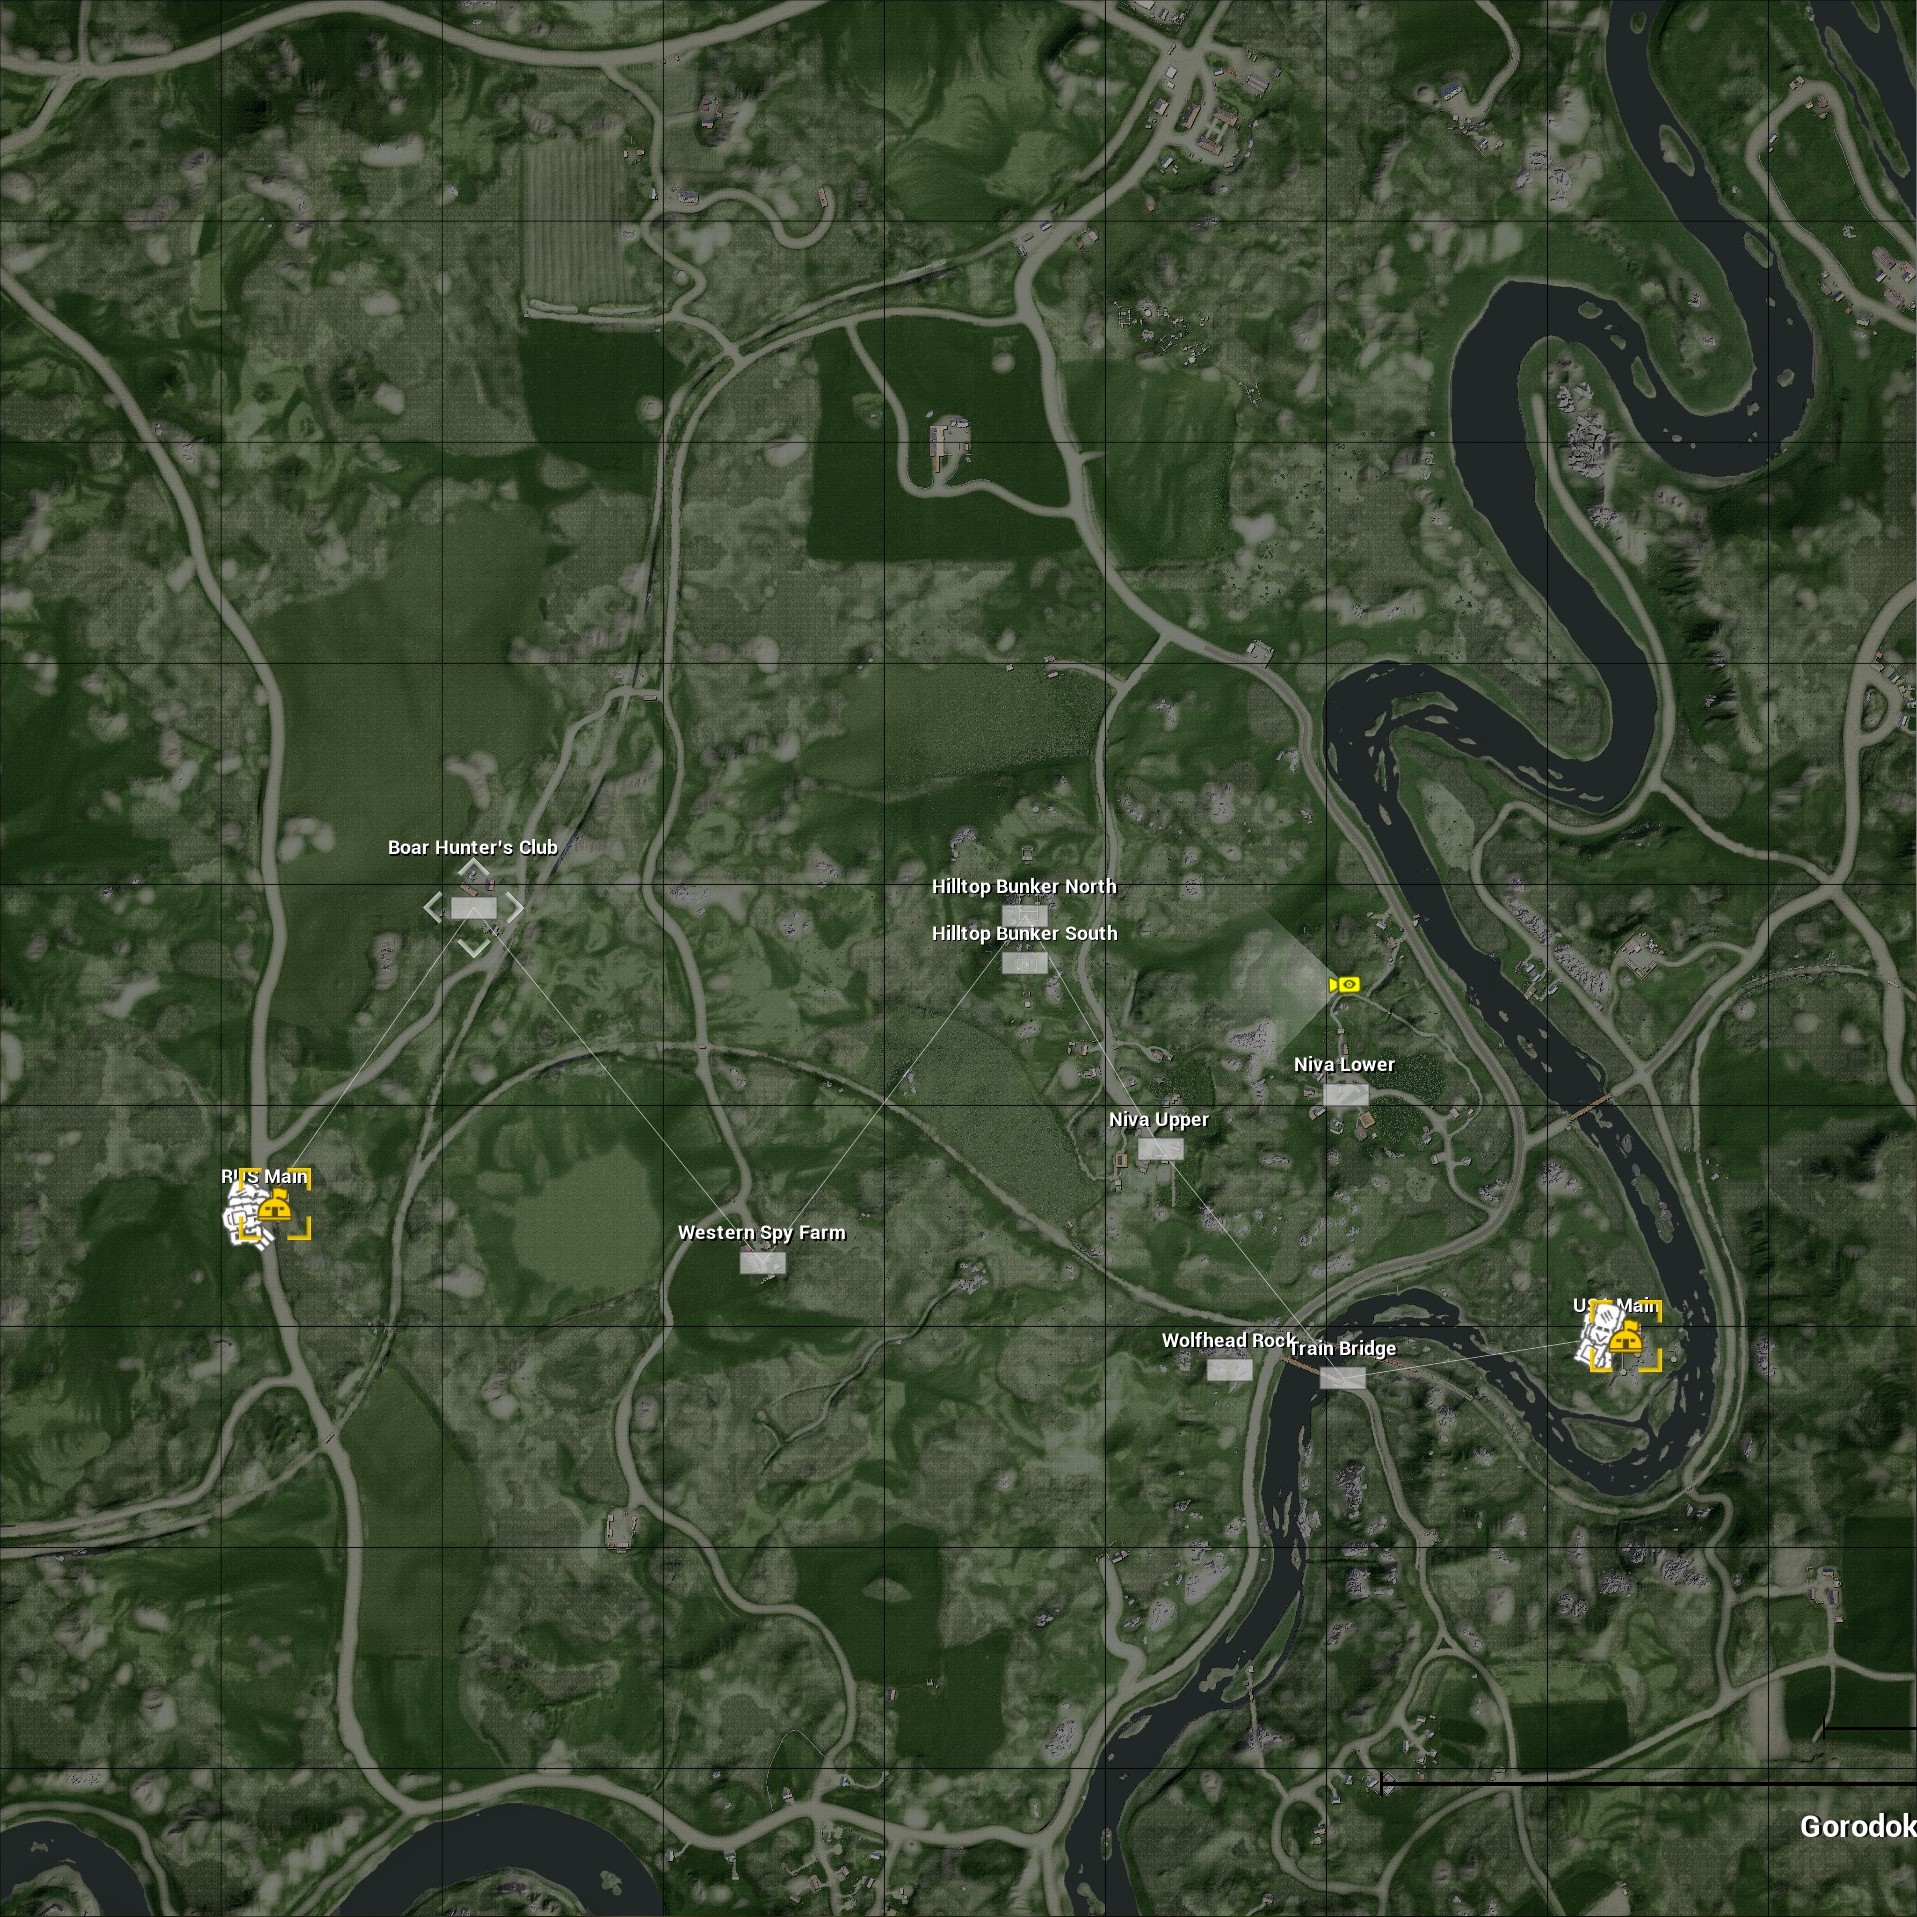 Boar Hunter's Club
Hilltop Bunker North
Hilltop Bunker South
Niva Lower
Niva Upper
Main
Western Spy Farm
Main
Wolfhead Rock
Train Bridge
Gorodok